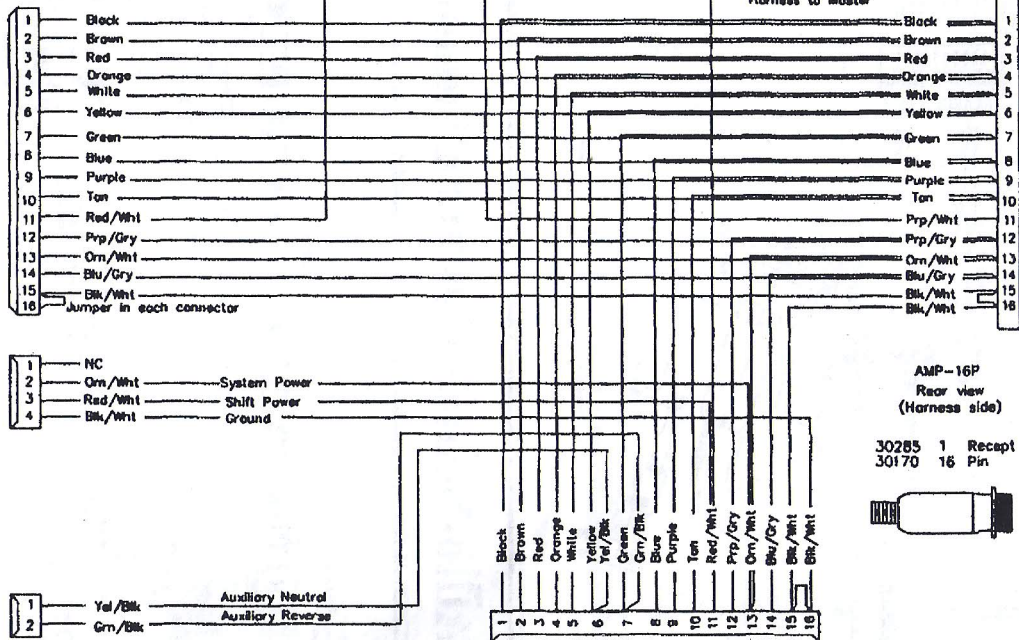 Harness to Master
1 Black Black 1
2 Brown Brown 2
3 Red Red 3
4 Orange Orange 4
5 White White 5
6 Yellow Yellow 6
7 Green Green 7
8 Blue Blue 8
9 Purple Purple 9
10 Tan Tan 10
11 Red/Wht Prp/Wht 11
12 Prp/Gry Prp/Gry 12
13 Orn/Wht Orn/Wht 13
14 Blu/Gry Blu/Gry 14
15 Blk/Wht Blk/Wht 15
16 Jumper in each connector Blk/Wht 16
1 NC
2 Orn/Wht System Power
3 Red/Wht Shift Power
4 Blk/Wht Ground
AMP-16P
Rear view
(Harness side)
30285 1 Recept
30170 16 Pin
Black Brown Red Orange White Yellow Yel/Blk Green Grn/Blk Blue Purple Tan Red/Wht Prp/Gry Orn/Wht Blu/Gry Blk/Wht Blk/Wht
1 Yel/Blk Auxiliary Neutral
2 Grn/Blk Auxiliary Reverse
1 2 3 4 5 6 7 8 9 10 11 12 13 14 15 16